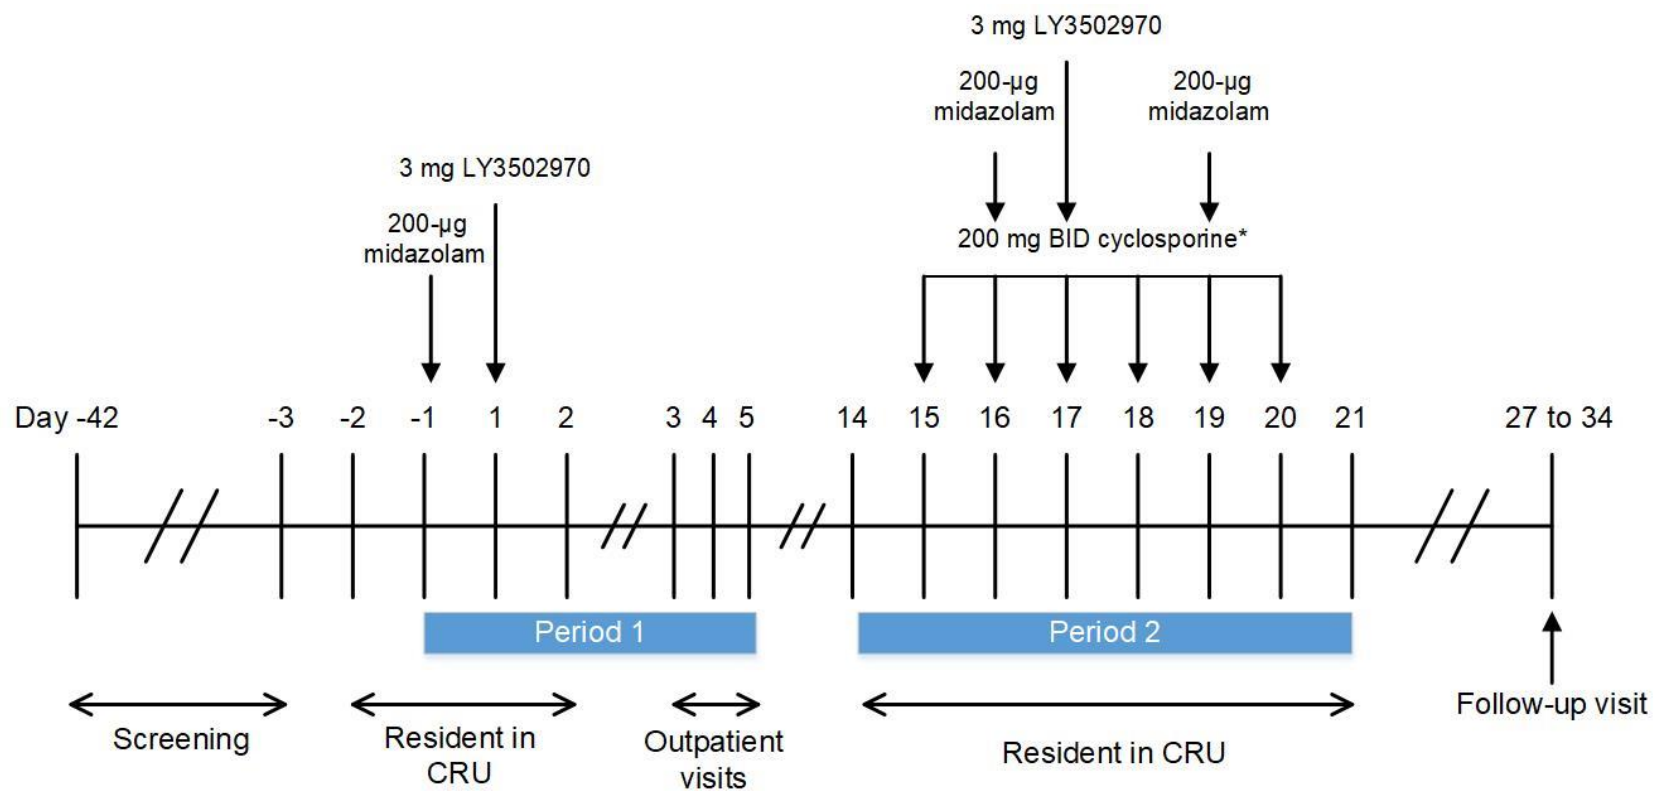 3 mg LY3502970
200-µg
midazolam
200-µg
midazolam
3 mg LY3502970
200-µg
midazolam
200 mg BID cyclosporine*
Day -42 -3 -2 -1 1 2 3 4 5 14 15 16 17 18 19 20 21 27 to 34
Period 1
Period 2
Screening
Resident in
CRU
Outpatient
visits
Resident in CRU
Follow-up visit